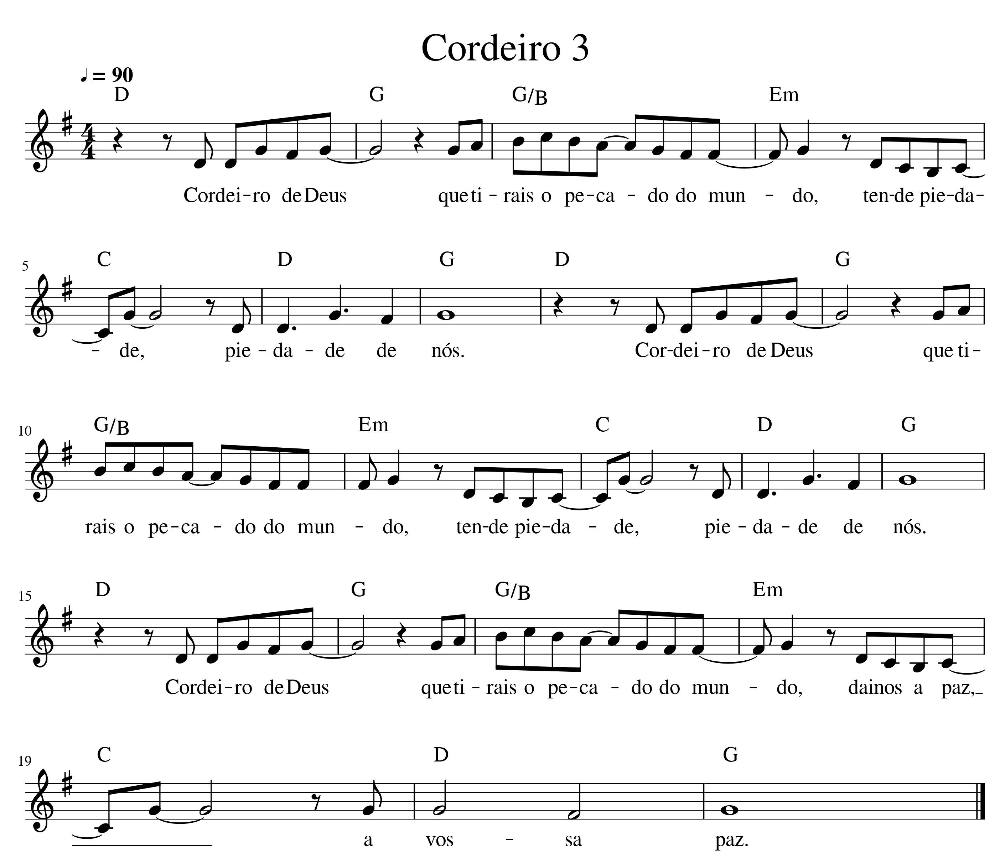 Cordeiro 3
♩ = 90
D G G/B Em
4/4
Cordei-ro de Deus que ti-rais o pe-ca-do do mun-do, ten-de pie-da-
5
C D G D G
-de, pie-da-de de nós. Cor-dei-ro de Deus que ti-
10
G/B Em C D G
rais o pe-ca-do do mun-do, ten-de pie-da-de, pie-da-de de nós.
15
D G G/B Em
Cordei-ro de Deus que ti-rais o pe-ca-do do mun-do, dainos a paz,_
19
C D G
a vos-sa paz.